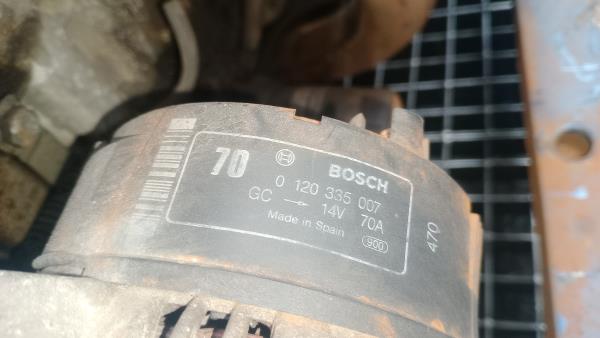 70 BOSCH
0 120 335 007
GC → 14V 70A
Made in Spain 900
470